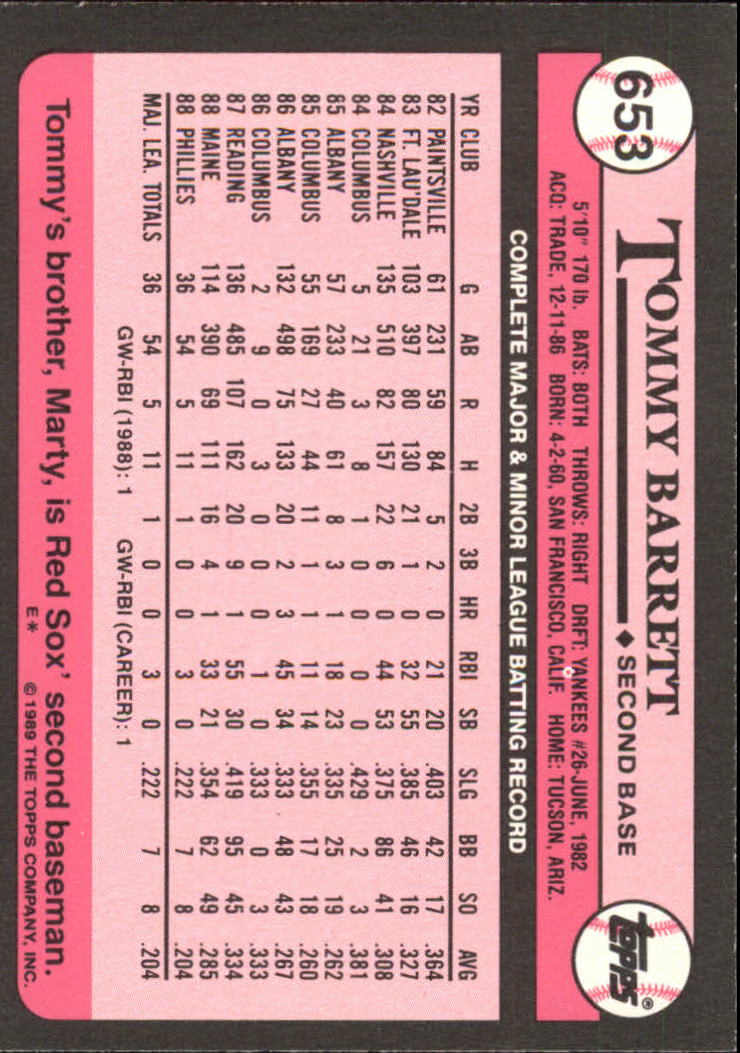 653
TOMMY BARRETT
◆ SECOND BASE
Topps®
5'10" 170 lb. BATS: BOTH THROWS: RIGHT DRFT: YANKEES #26-JUNE, 1982
ACQ: TRADE, 12-11-86 BORN: 4-2-60, SAN FRANCISCO, CALIF. HOME: TUCSON, ARIZ.
COMPLETE MAJOR & MINOR LEAGUE BATTING RECORD
YR CLUB G AB R H 2B 3B HR RBI SB SLG BB SO AVG
82 PAINTSVILLE 61 231 59 84 5 2 0 21 20 .403 42 17 .364
83 FT. LAU'DALE 103 397 80 130 21 1 0 32 55 .385 46 16 .327
84 NASHVILLE 135 510 82 157 22 6 0 44 53 .375 86 41 .308
84 COLUMBUS 5 21 3 8 1 0 0 0 0 .429 2 3 .381
85 ALBANY 57 233 40 61 8 3 1 18 23 .335 25 19 .262
85 COLUMBUS 55 169 27 44 11 1 1 11 14 .355 17 18 .260
86 ALBANY 132 498 75 133 20 2 3 45 34 .333 48 43 .267
86 COLUMBUS 2 9 0 3 0 0 0 1 0 .333 0 3 .333
87 READING 136 485 107 162 20 9 1 55 30 .419 95 45 .334
88 MAINE 114 390 69 111 16 4 1 33 21 .354 62 49 .285
88 PHILLIES 36 54 5 11 1 0 0 3 0 .222 7 8 .204
MAJ. LEA. TOTALS 36 54 5 11 1 0 0 3 0 .222 7 8 .204
GW-RBI (1988): 1 GW-RBI (CAREER): 1
Tommy's brother, Marty, is Red Sox' second baseman.
E* ©1989 THE TOPPS COMPANY, INC.